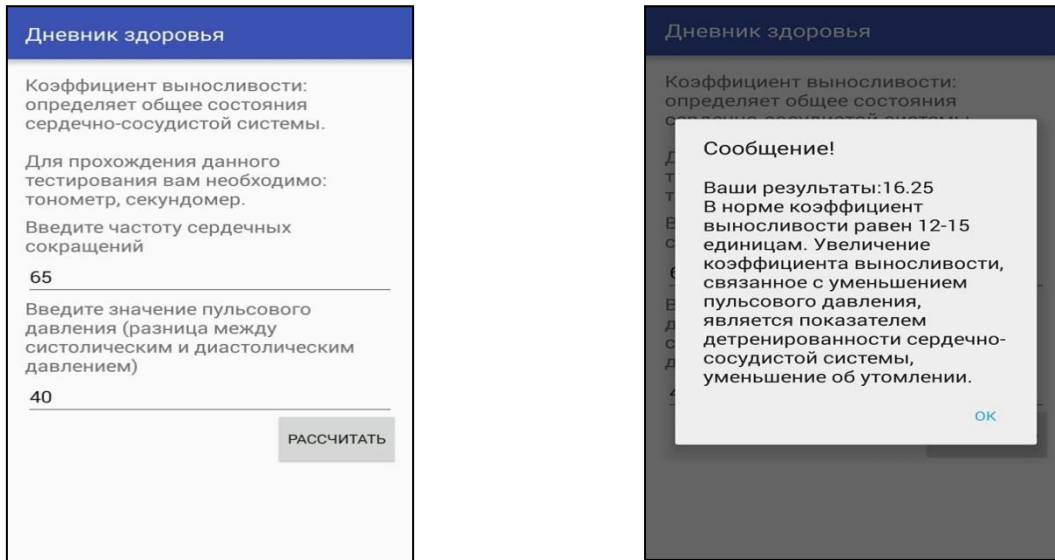 Дневник здоровья
Коэффициент выносливости:
определяет общее состояния
сердечно-сосудистой системы.
Для прохождения данного
тестирования вам необходимо:
тонометр, секундомер.
Введите частоту сердечных
сокращений
65
Введите значение пульсового
давления (разница между
систолическим и диастолическим
давлением)
40
РАССЧИТАТЬ
Дневник здоровья
Коэффициент выносливости:
определяет общее состояния
Сообщение!
Ваши результаты:16.25
В норме коэффициент
выносливости равен 12-15
единицам. Увеличение
коэффициента выносливости,
связанное с уменьшением
пульсового давления,
является показателем
детренированности сердечно-
сосудистой системы,
уменьшение об утомлении.
ОК